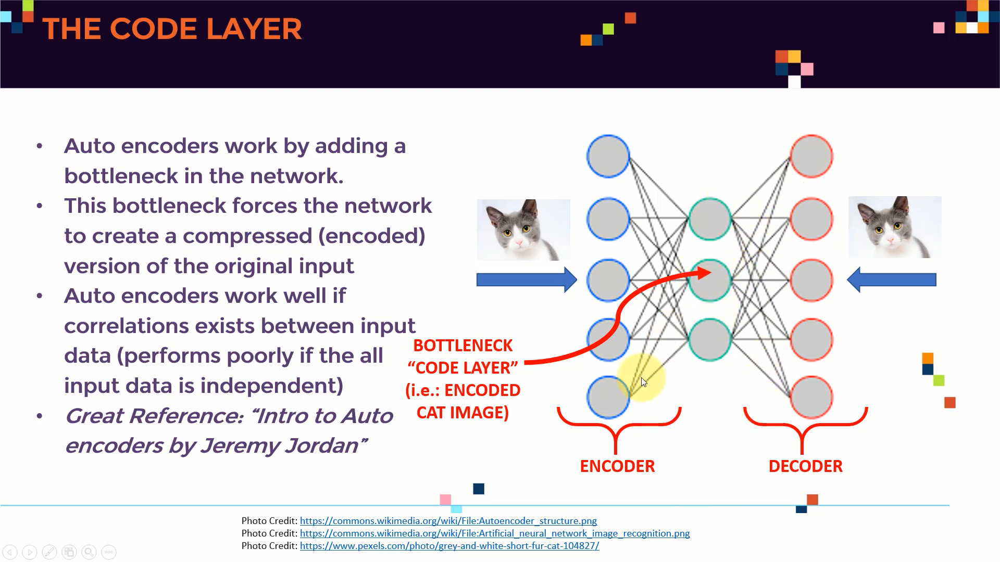 THE CODE LAYER
• Auto encoders work by adding a
bottleneck in the network.
• This bottleneck forces the network
to create a compressed (encoded)
version of the original input
• Auto encoders work well if
correlations exists between input
data (performs poorly if the all
input data is independent)
• Great Reference: “Intro to Auto
encoders by Jeremy Jordan”
BOTTLENECK
“CODE LAYER”
(i.e.: ENCODED
CAT IMAGE)
ENCODER
DECODER
Photo Credit: https://commons.wikimedia.org/wiki/File:Autoencoder_structure.png
Photo Credit: https://commons.wikimedia.org/wiki/File:Artificial_neural_network_image_recognition.png
Photo Credit: https://www.pexels.com/photo/grey-and-white-short-fur-cat-104827/